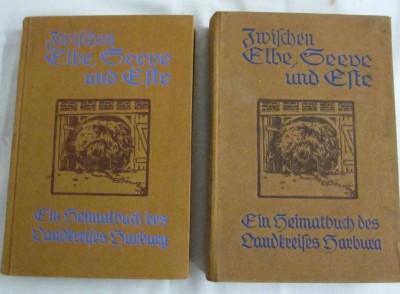 Zwiſchen
Elbe, Seeve
und Eſte
Ein Heimatbuch des
Landkreiſes Harburg
Zwiſchen
Elbe, Seeve
und Eſte
Ein Heimatbuch des
Landkreiſes Harburg